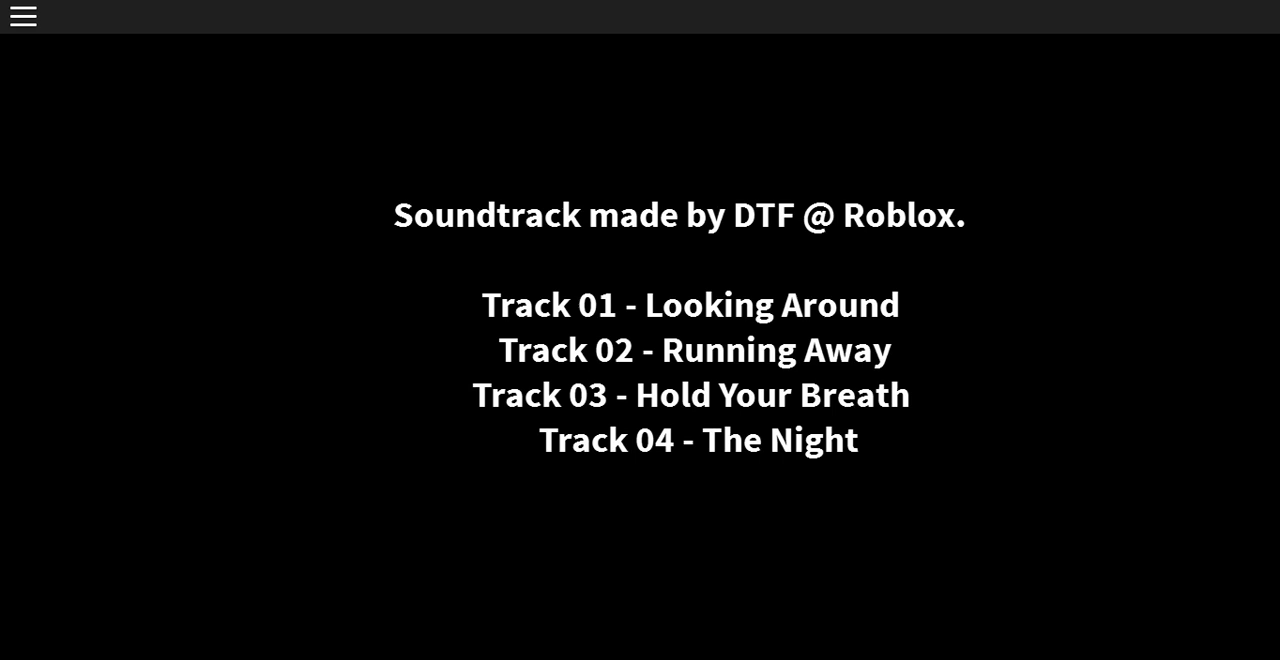 Soundtrack made by DTF @ Roblox.
Track 01 - Looking Around
Track 02 - Running Away
Track 03 - Hold Your Breath
Track 04 - The Night